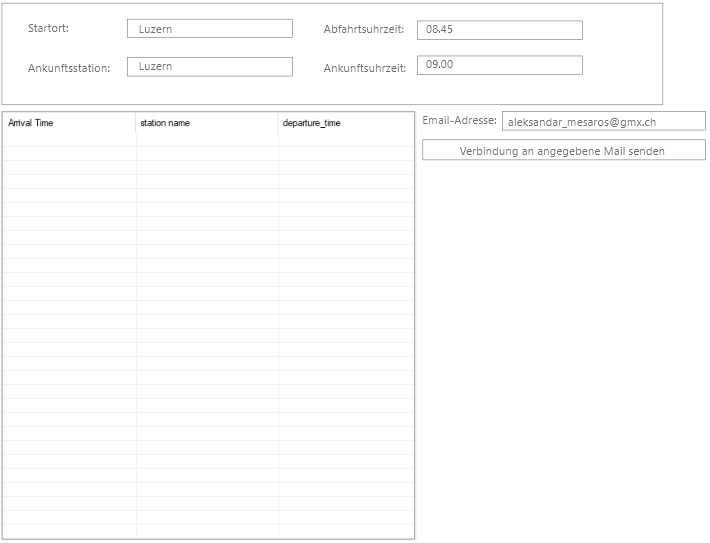 Startort: Luzern Abfahrtsuhrzeit: 08.45
Ankunftsstation: Luzern Ankunftsuhrzeit: 09.00
Arrival Time station name departure_time
Email-Adresse: aleksandar_mesaros@gmx.ch
Verbindung an angegebene Mail senden